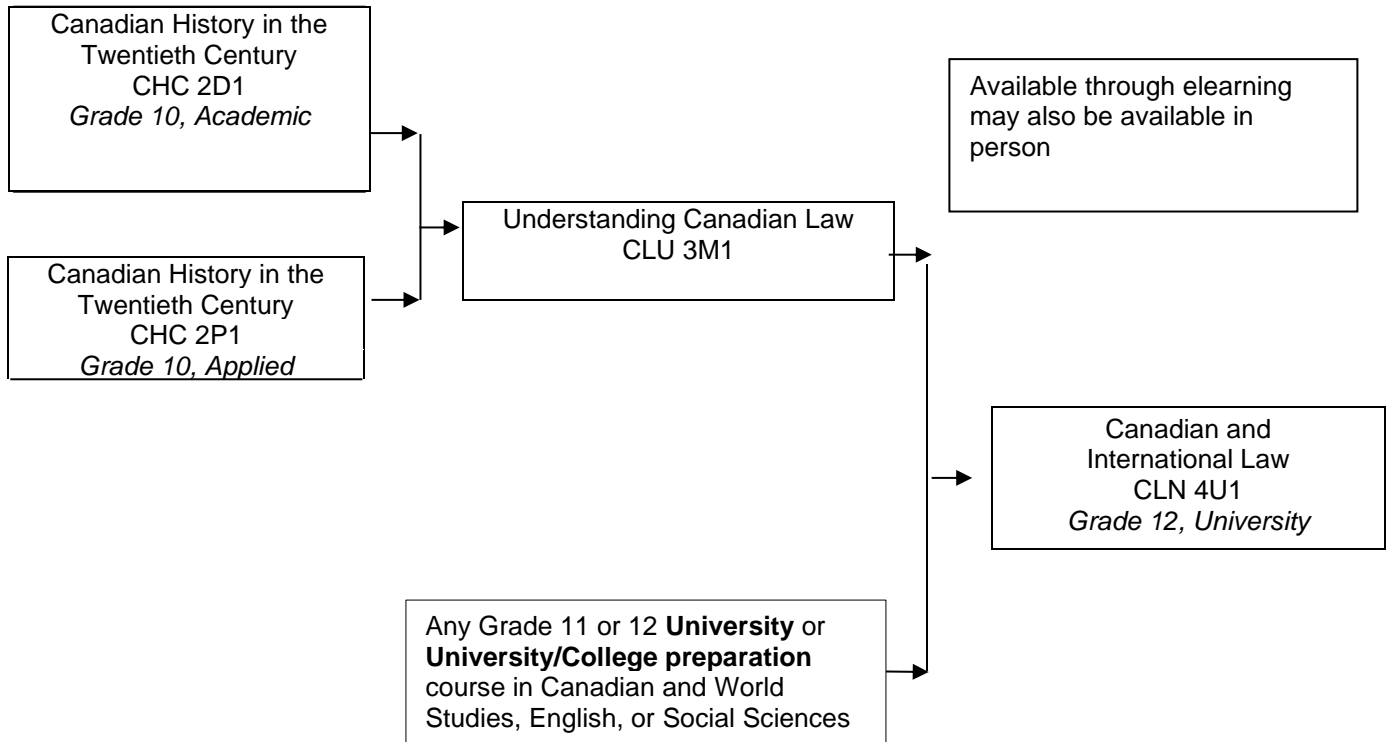 Canadian History in the
Twentieth Century
CHC 2D1
Grade 10, Academic
Available through elearning
may also be available in
person
Understanding Canadian Law
CLU 3M1
Canadian History in the
Twentieth Century
CHC 2P1
Grade 10, Applied
Canadian and
International Law
CLN 4U1
Grade 12, University
Any Grade 11 or 12 University or
University/College preparation
course in Canadian and World
Studies, English, or Social Sciences